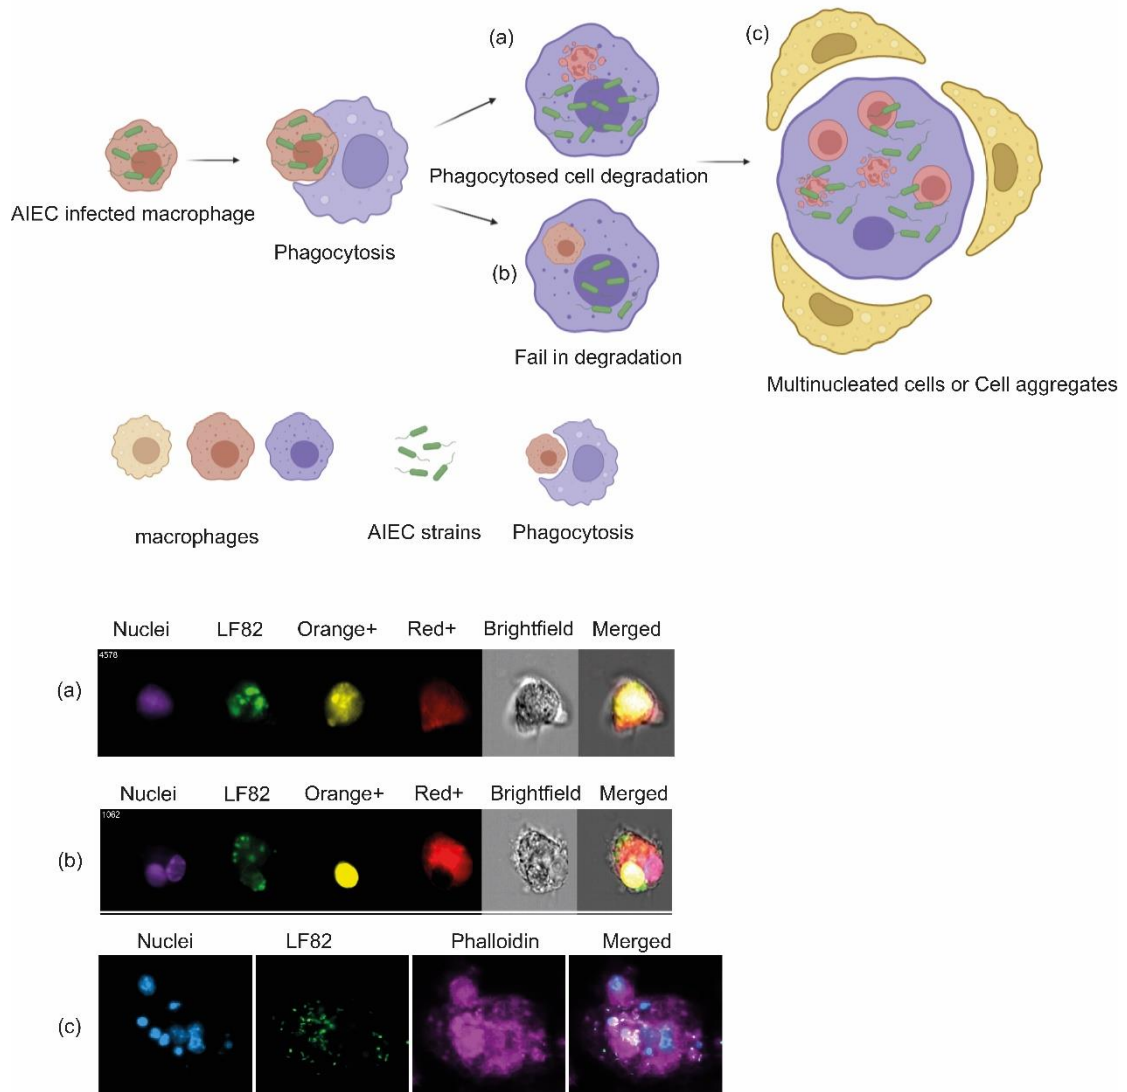 (a)
(c)
AIEC infected macrophage
Phagocytosis
Phagocytosed cell degradation
(b)
Fail in degradation
Multinucleated cells or Cell aggregates
macrophages
AIEC strains
Phagocytosis
Nuclei LF82 Orange+ Red+ Brightfield Merged
(a)
4578
Nuclei LF82 Orange+ Red+ Brightfield Merged
(b)
1062
Nuclei LF82 Phalloidin Merged
(c)